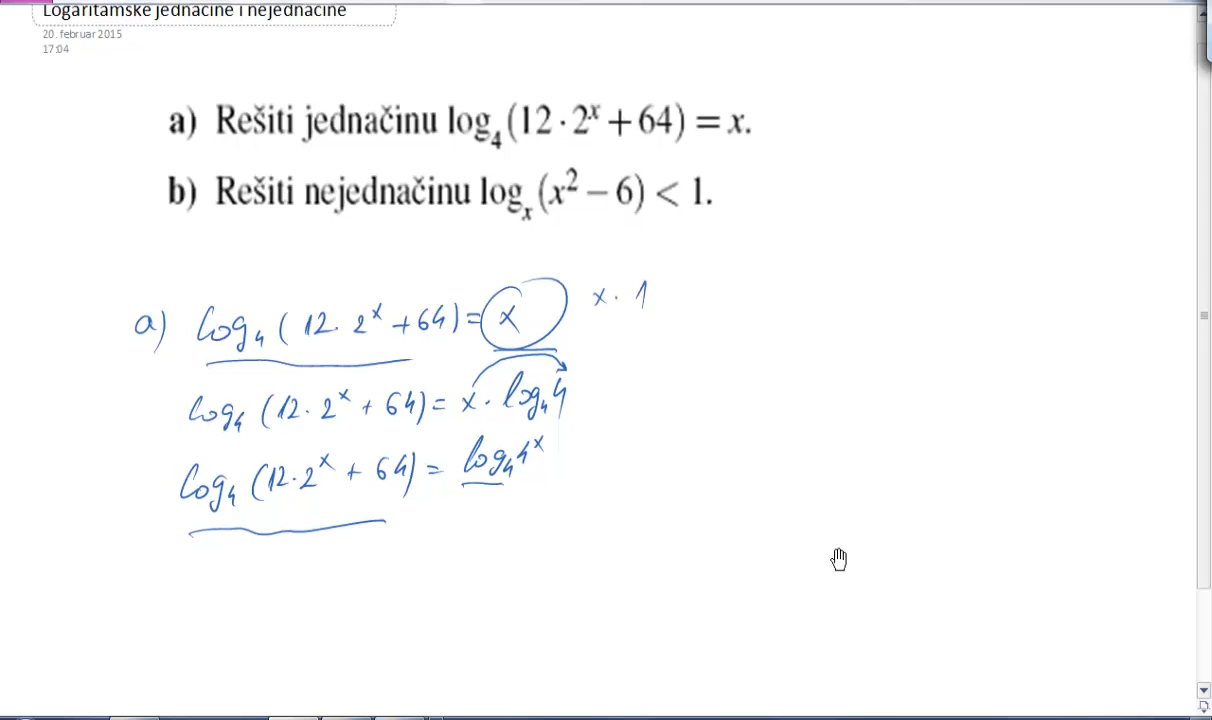 Logaritamske jednačine i nejednačine
20. februar 2015
17:04
a) Rešiti jednačinu log₄(12 · 2ˣ + 64) = x.
b) Rešiti nejednačinu logₓ(x² − 6) < 1.
a) log₄(12 · 2ˣ + 64) = x x · 1
log₄(12 · 2ˣ + 64) = x · log₄4
log₄(12 · 2ˣ + 64) = log₄4ˣ